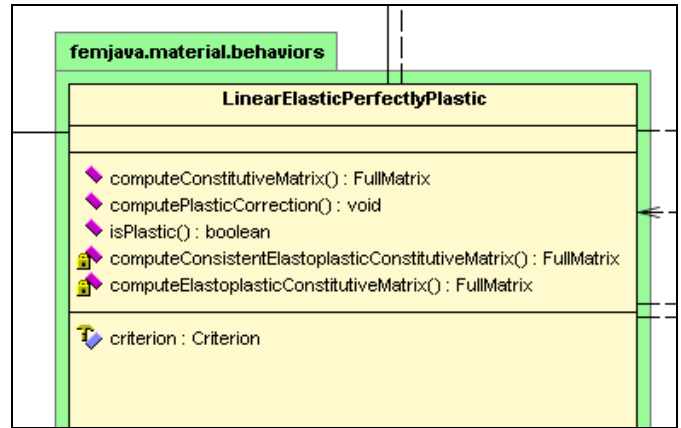 femjava.material.behaviors
LinearElasticPerfectlyPlastic
computeConstitutiveMatrix() : FullMatrix
computePlasticCorrection() : void
isPlastic() : boolean
computeConsistentElastoplasticConstitutiveMatrix() : FullMatrix
computeElastoplasticConstitutiveMatrix() : FullMatrix
criterion : Criterion